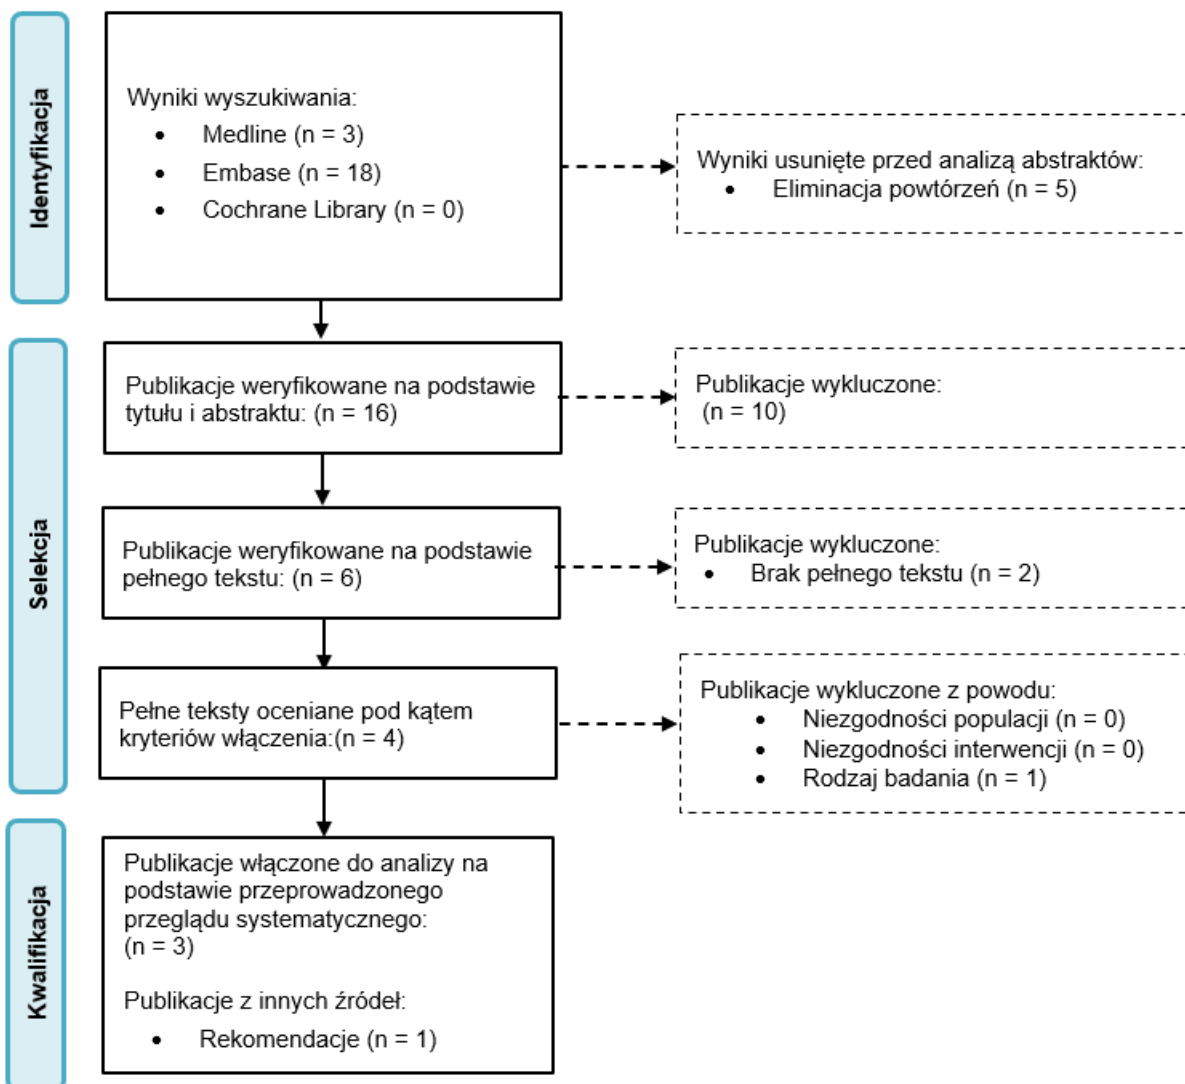 Identyfikacja
Wyniki wyszukiwania:
• Medline (n = 3)
• Embase (n = 18)
• Cochrane Library (n = 0)
Wyniki usunięte przed analizą abstraktów:
• Eliminacja powtórzeń (n = 5)
Selekcja
Publikacje weryfikowane na podstawie
tytułu i abstraktu: (n = 16)
Publikacje wykluczone:
(n = 10)
Publikacje weryfikowane na podstawie
pełnego tekstu: (n = 6)
Publikacje wykluczone:
• Brak pełnego tekstu (n = 2)
Pełne teksty oceniane pod kątem
kryteriów włączenia:(n = 4)
Publikacje wykluczone z powodu:
• Niezgodności populacji (n = 0)
• Niezgodności interwencji (n = 0)
• Rodzaj badania (n = 1)
Kwalifikacja
Publikacje włączone do analizy na
podstawie przeprowadzonego
przeglądu systematycznego:
(n = 3)
Publikacje z innych źródeł:
• Rekomendacje (n = 1)